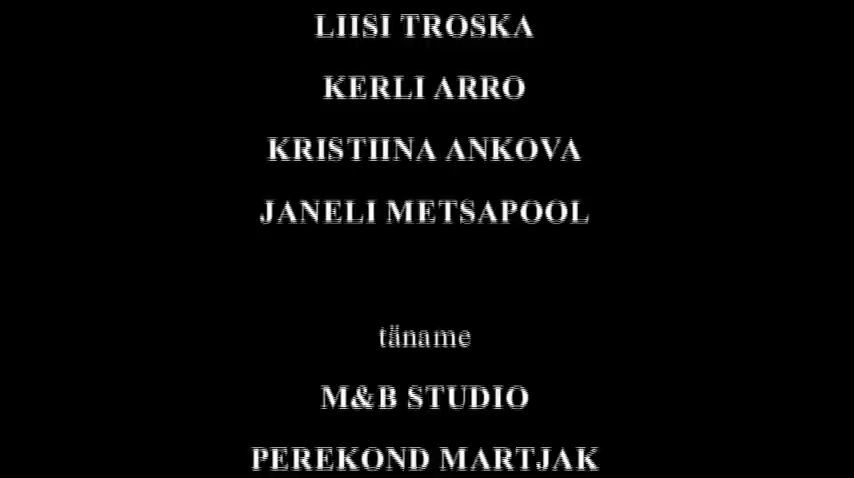 LIISI TROSKA
KERLI ARRO
KRISTIINA ANKOVA
JANELI METSAPOOL
täname
M&B STUDIO
PEREKOND MARTJAK